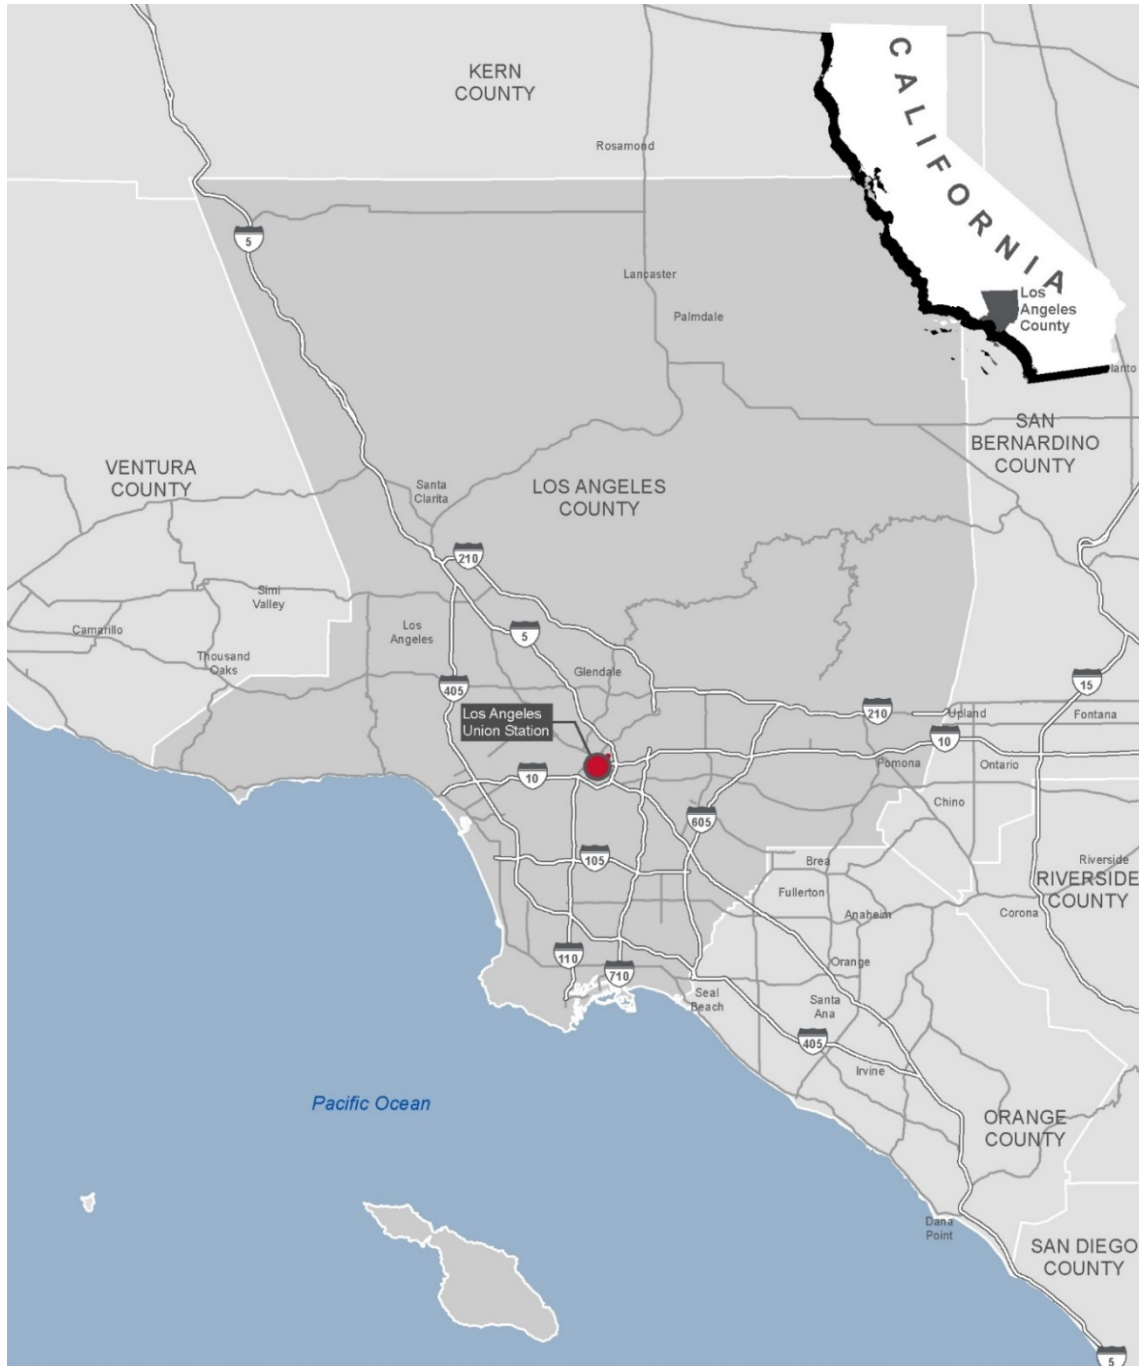 KERN
COUNTY
CALIFORNIA
Rosamond
5
Lancaster
Los
Angeles
County
Palmdale
SAN
BERNARDINO
COUNTY
VENTURA
COUNTY
Santa
Clarita
LOS ANGELES
COUNTY
210
Simi
Valley
Camarillo
Los
Angeles
5
Thousand
Oaks
Glendale
405
15
Los Angeles
Union Station
210
Upland
Fontana
10
10
Pomona
Ontario
Chino
605
105
Brea
Riverside
RIVERSIDE
COUNTY
Fullerton
Anaheim
Corona
110
710
Orange
Seal
Beach
Santa
Ana
405
Irvine
Pacific Ocean
ORANGE
COUNTY
Dana
Point
SAN DIEGO
COUNTY
5